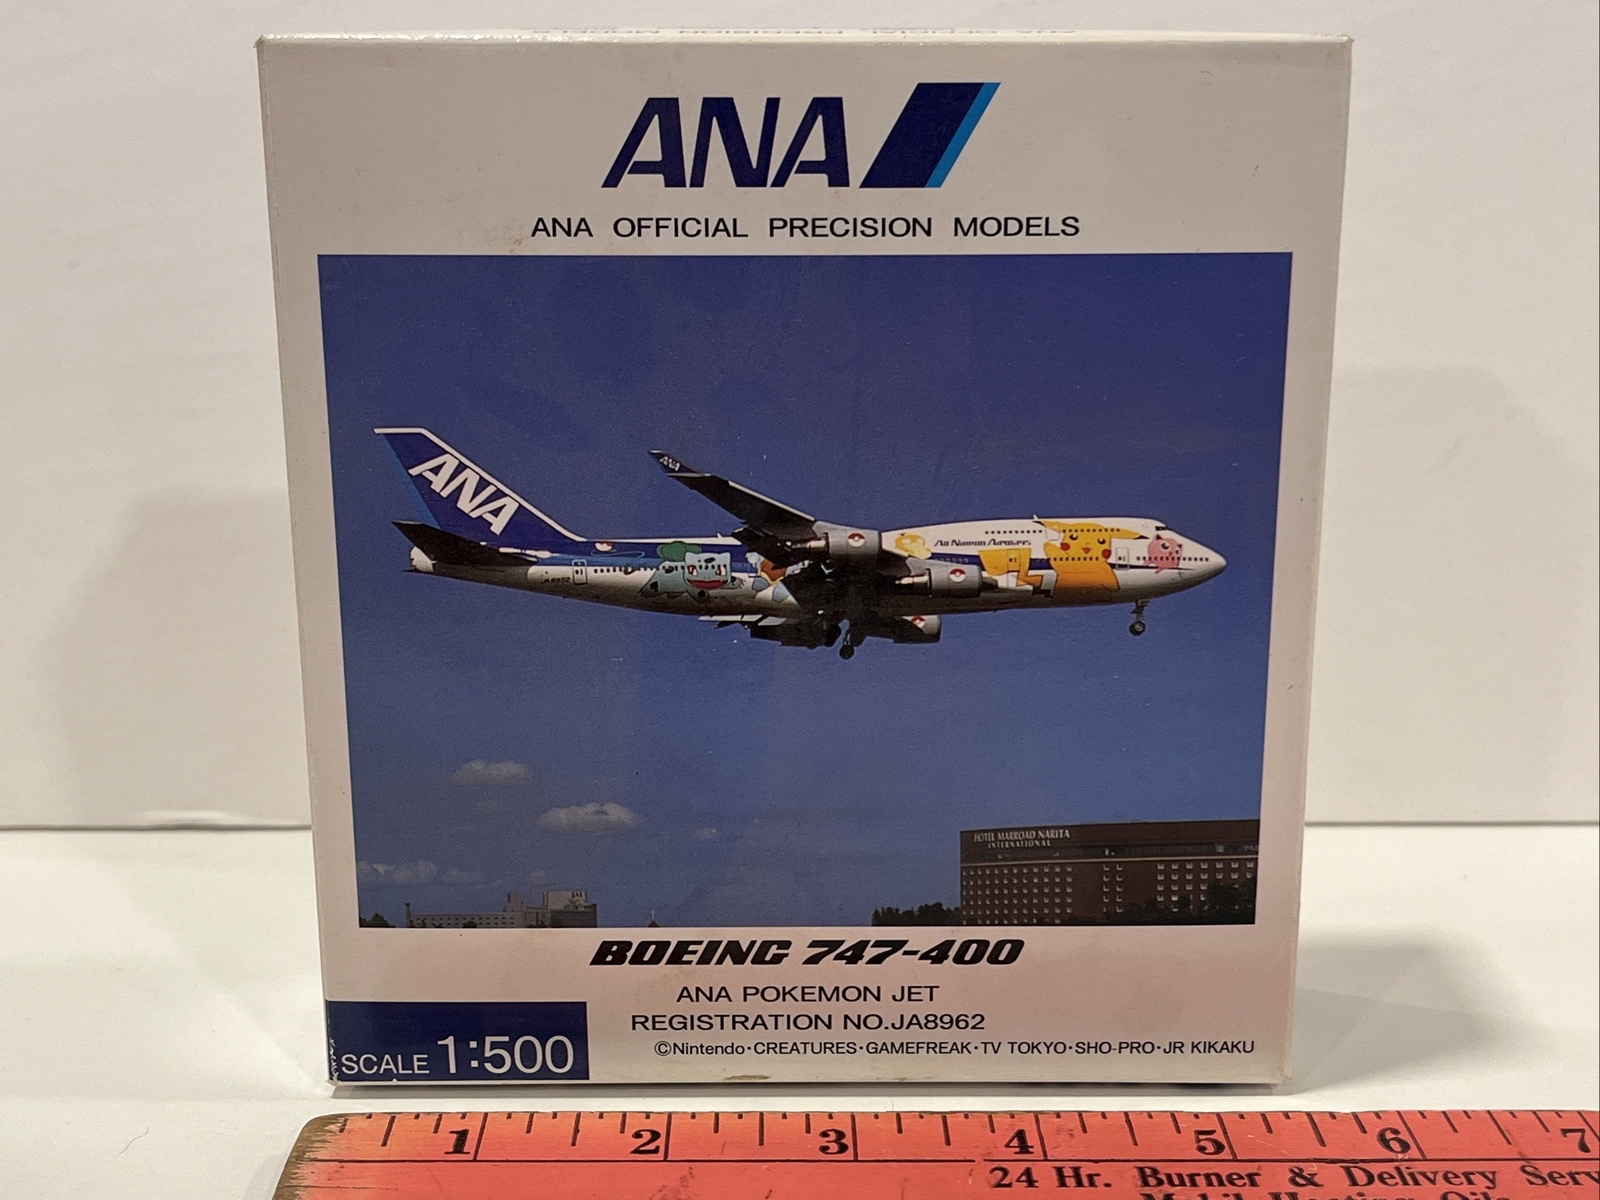 ANA
ANA OFFICIAL PRECISION MODELS
ANA
ANA
All Nippon Airways
JA8962
HOTEL MARROAD NARITA
INTERNATIONAL
BOEING 747-400
ANA POKEMON JET
REGISTRATION NO.JA8962
SCALE 1:500
©Nintendo･CREATURES･GAMEFREAK･TV TOKYO･SHO-PRO･JR KIKAKU
1 2 3 4 5 6 7
24 Hr. Burner & Delivery Serv